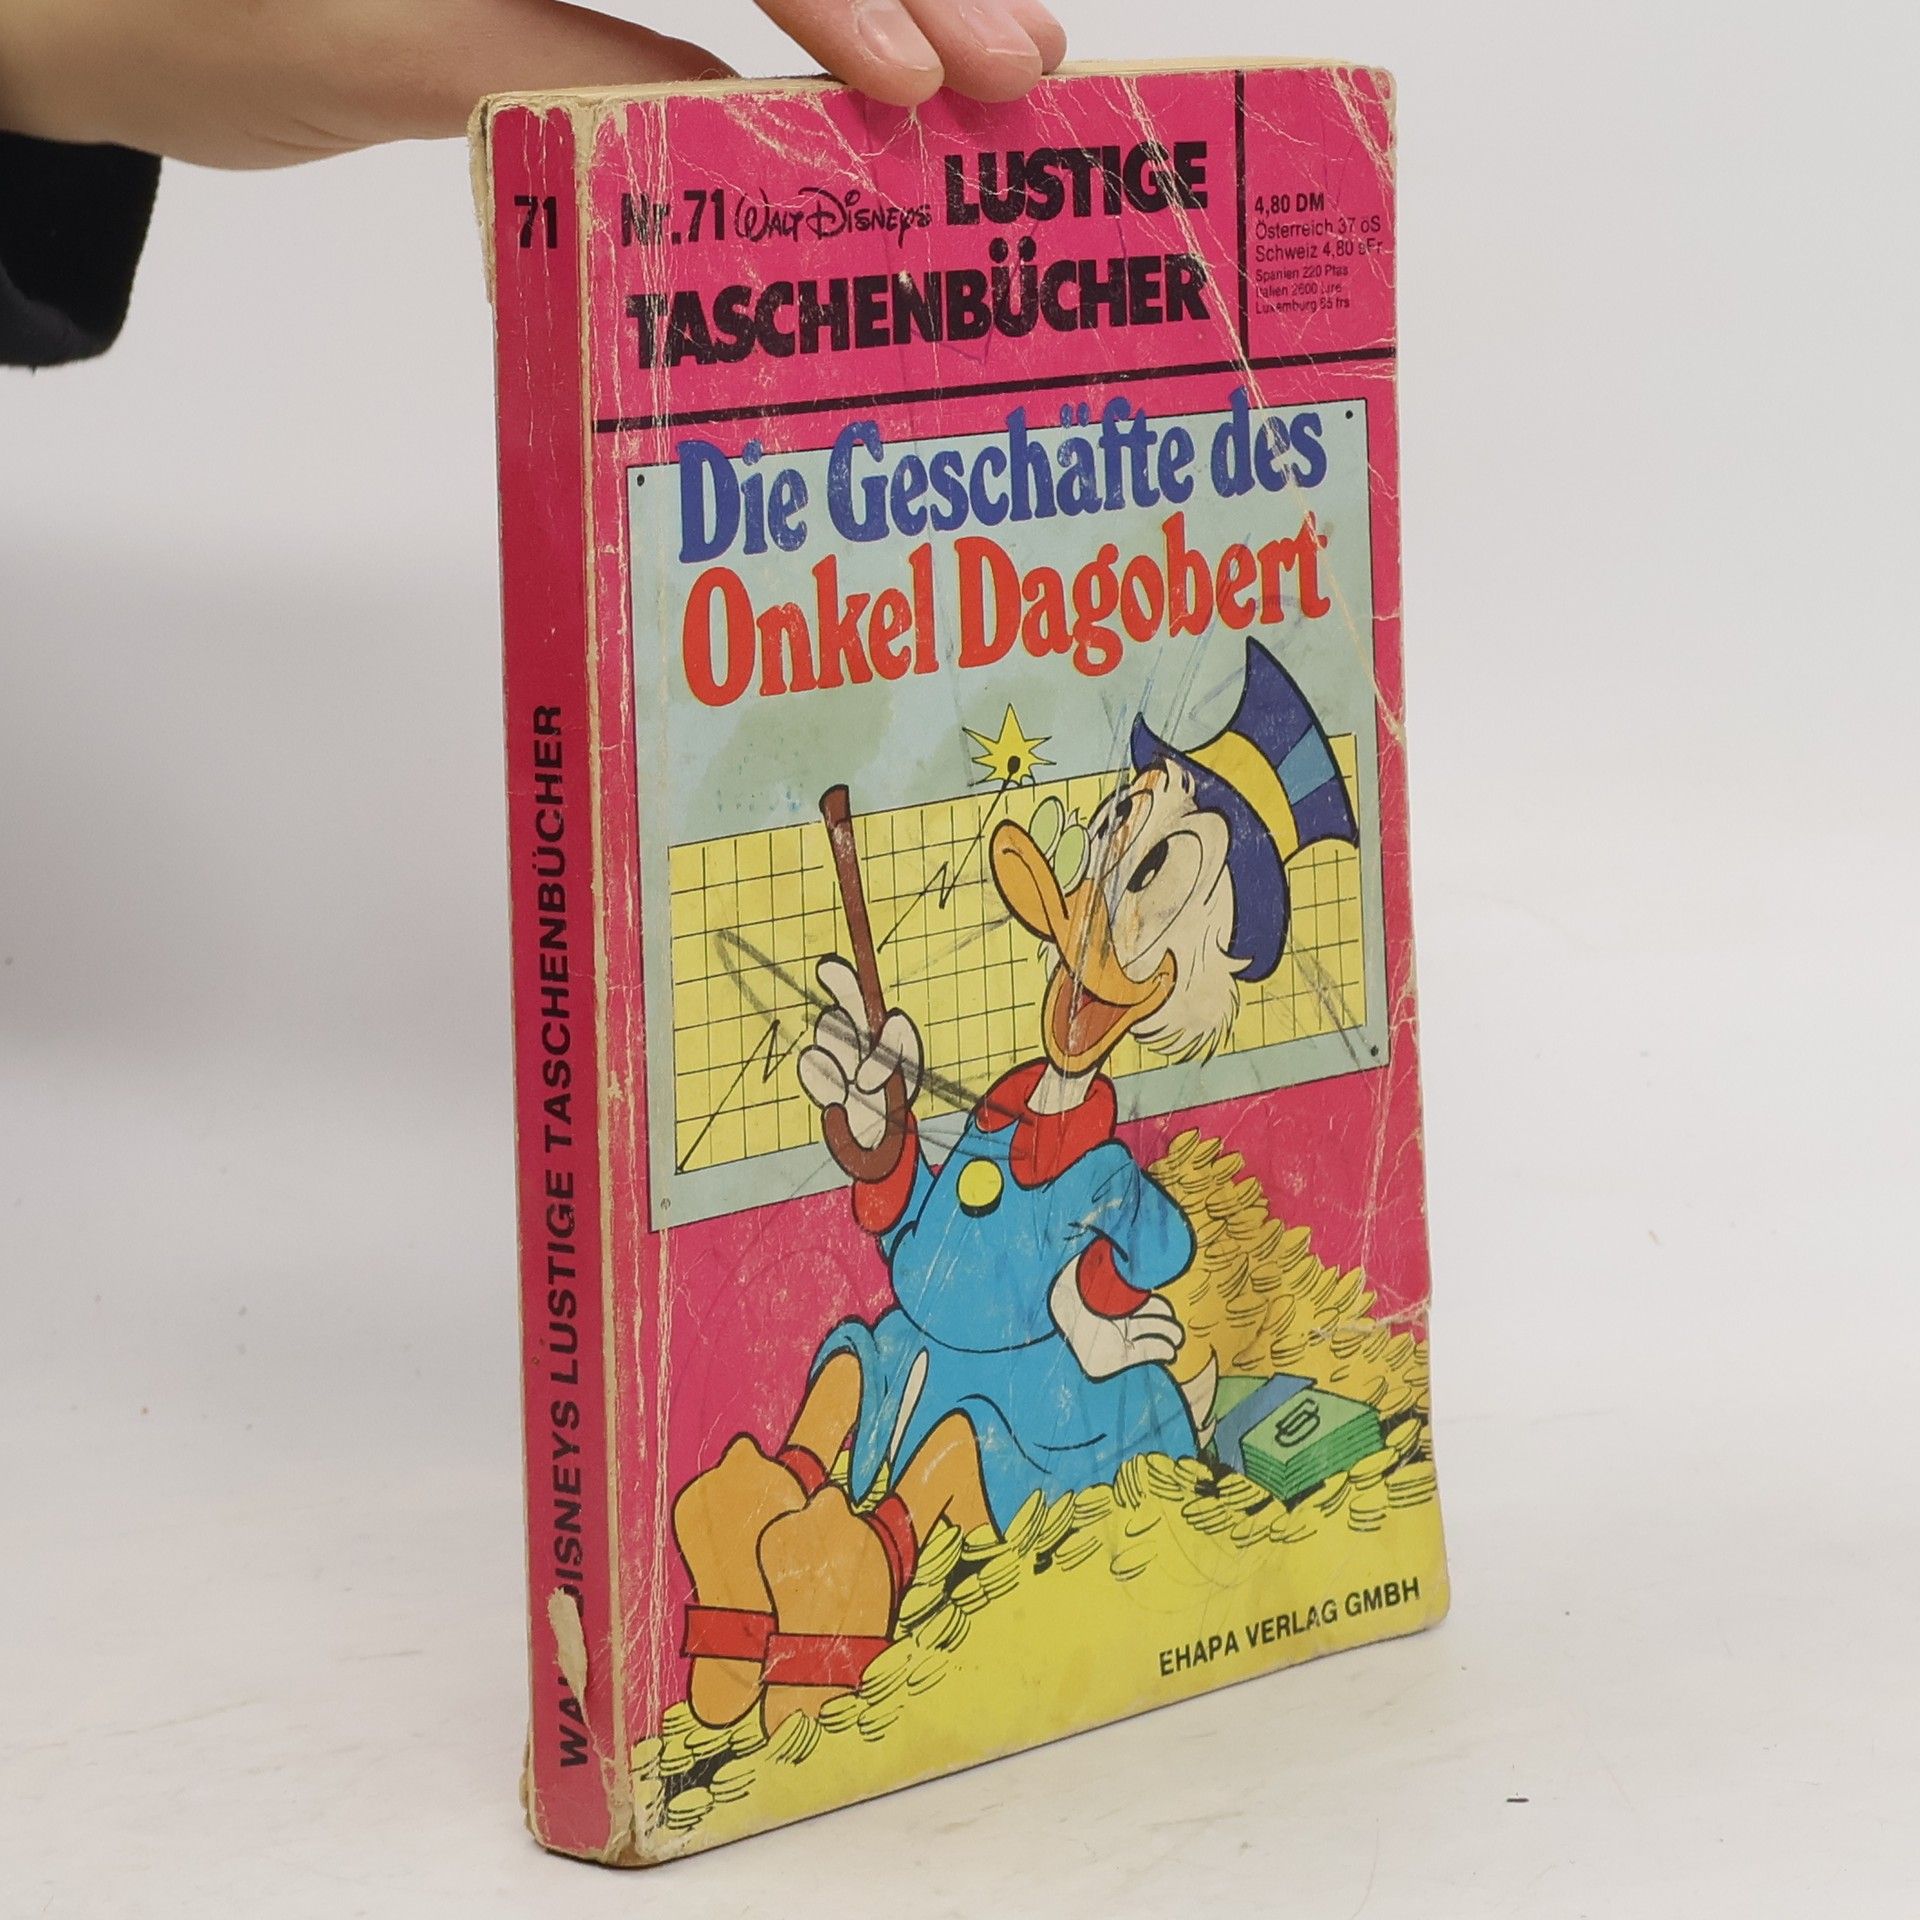 71
Nr.71 WALT DISNEYS LUSTIGE
TASCHENBÜCHER
4,80 DM
Österreich 37 öS
Schweiz 4,80 sFr
Spanien 220 Ptas
Italien 2600 Lire
Luxemburg 85 frs
Die Geschäfte des
Onkel Dagobert
EHAPA VERLAG GMBH
DISNEYS LUSTIGE TASCHENBÜCHER